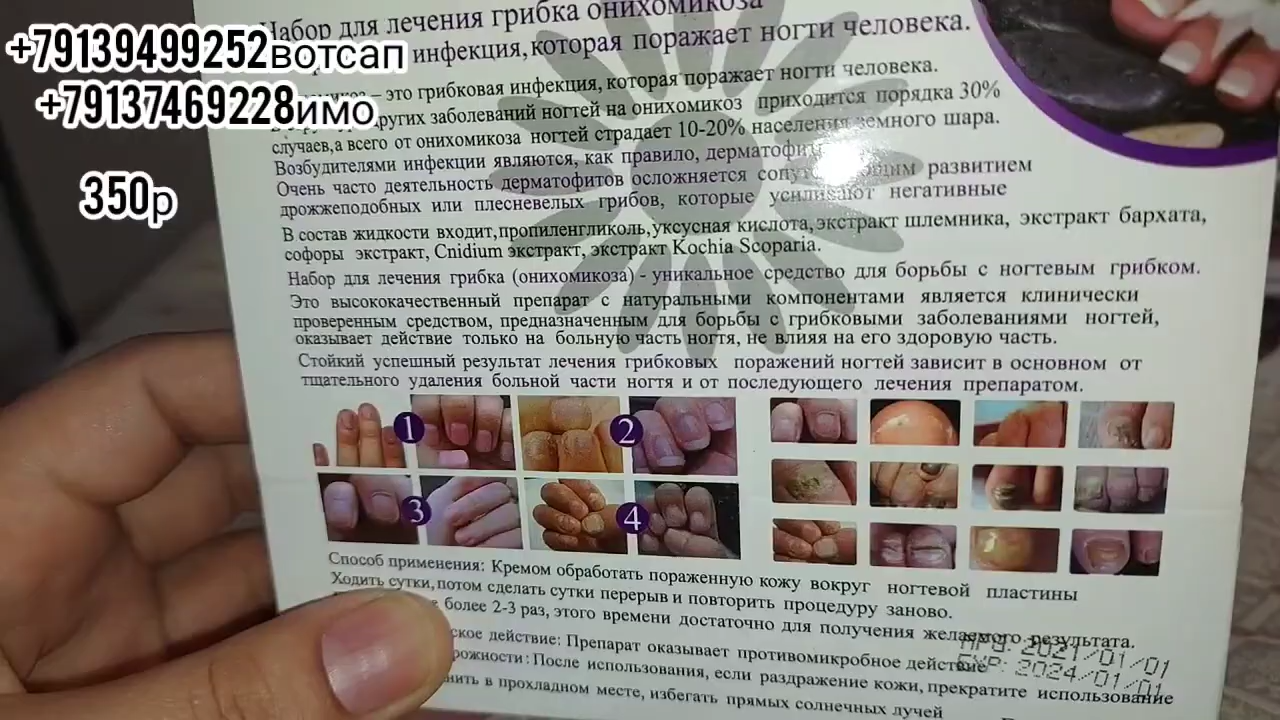 Набор для лечения грибка онихомикоза
+79139499252вотсап
инфекция, которая поражает ногти человека.
+79137469228имо
– это грибковая инфекция, которая поражает ногти человека.
других заболеваний ногтей на онихомикоз приходится порядка 30%
случаев, а всего от онихомикоза ногтей страдает 10-20% населения земного шара.
350р
Возбудителями инфекции являются, как правило,
Очень часто деятельность дерматофитов осложняется развитием
дрожжеподобных или плесневелых грибов, которые усиливают негативные
В состав жидкости входит, пропиленгликоль, уксусная кислота, экстракт шлемника, экстракт бархата,
софоры экстракт, Cnidium экстракт, экстракт Kochia Scoparia.
Набор для лечения грибка (онихомикоза) - уникальное средство для борьбы с ногтевым грибком.
Это высококачественный препарат с натуральными компонентами является клинически
проверенным средством, предназначенным для борьбы с грибковыми заболеваниями ногтей,
оказывает действие только на больную часть ногтя, не влияя на его здоровую часть.
Стойкий успешный результат лечения грибковых поражений ногтей зависит в основном от
тщательного удаления больной части ногтя и от последующего лечения препаратом.
1 2
3 4
Способ применения: Кремом обработать пораженную кожу вокруг ногтевой пластины
Ходить сутки, потом сделать сутки перерыв и повторить процедуру заново.
более 2-3 раз, этого времени достаточно для получения желаемого результата.
действие: Препарат оказывает противомикробное действие
MFG: 2021/01/01
После использования, если раздражение кожи, прекратите использование
EXP: 2024/01/01
в прохладном месте, избегать прямых солнечных лучей